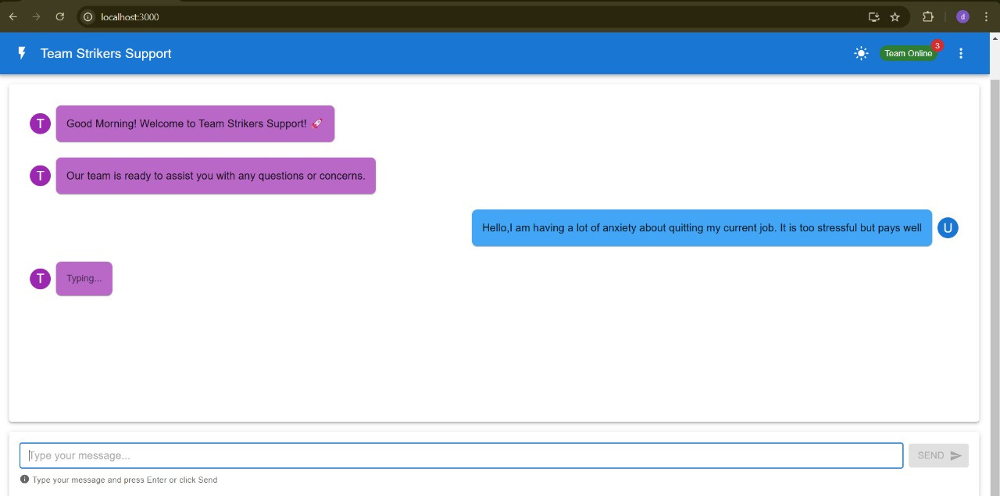 localhost:3000
d
Team Strikers Support
Team Online
3
T
Good Morning! Welcome to Team Strikers Support! 🚀
T
Our team is ready to assist you with any questions or concerns.
Hello,I am having a lot of anxiety about quitting my current job. It is too stressful but pays well
U
T
Typing...
Type your message...
SEND
Type your message and press Enter or click Send